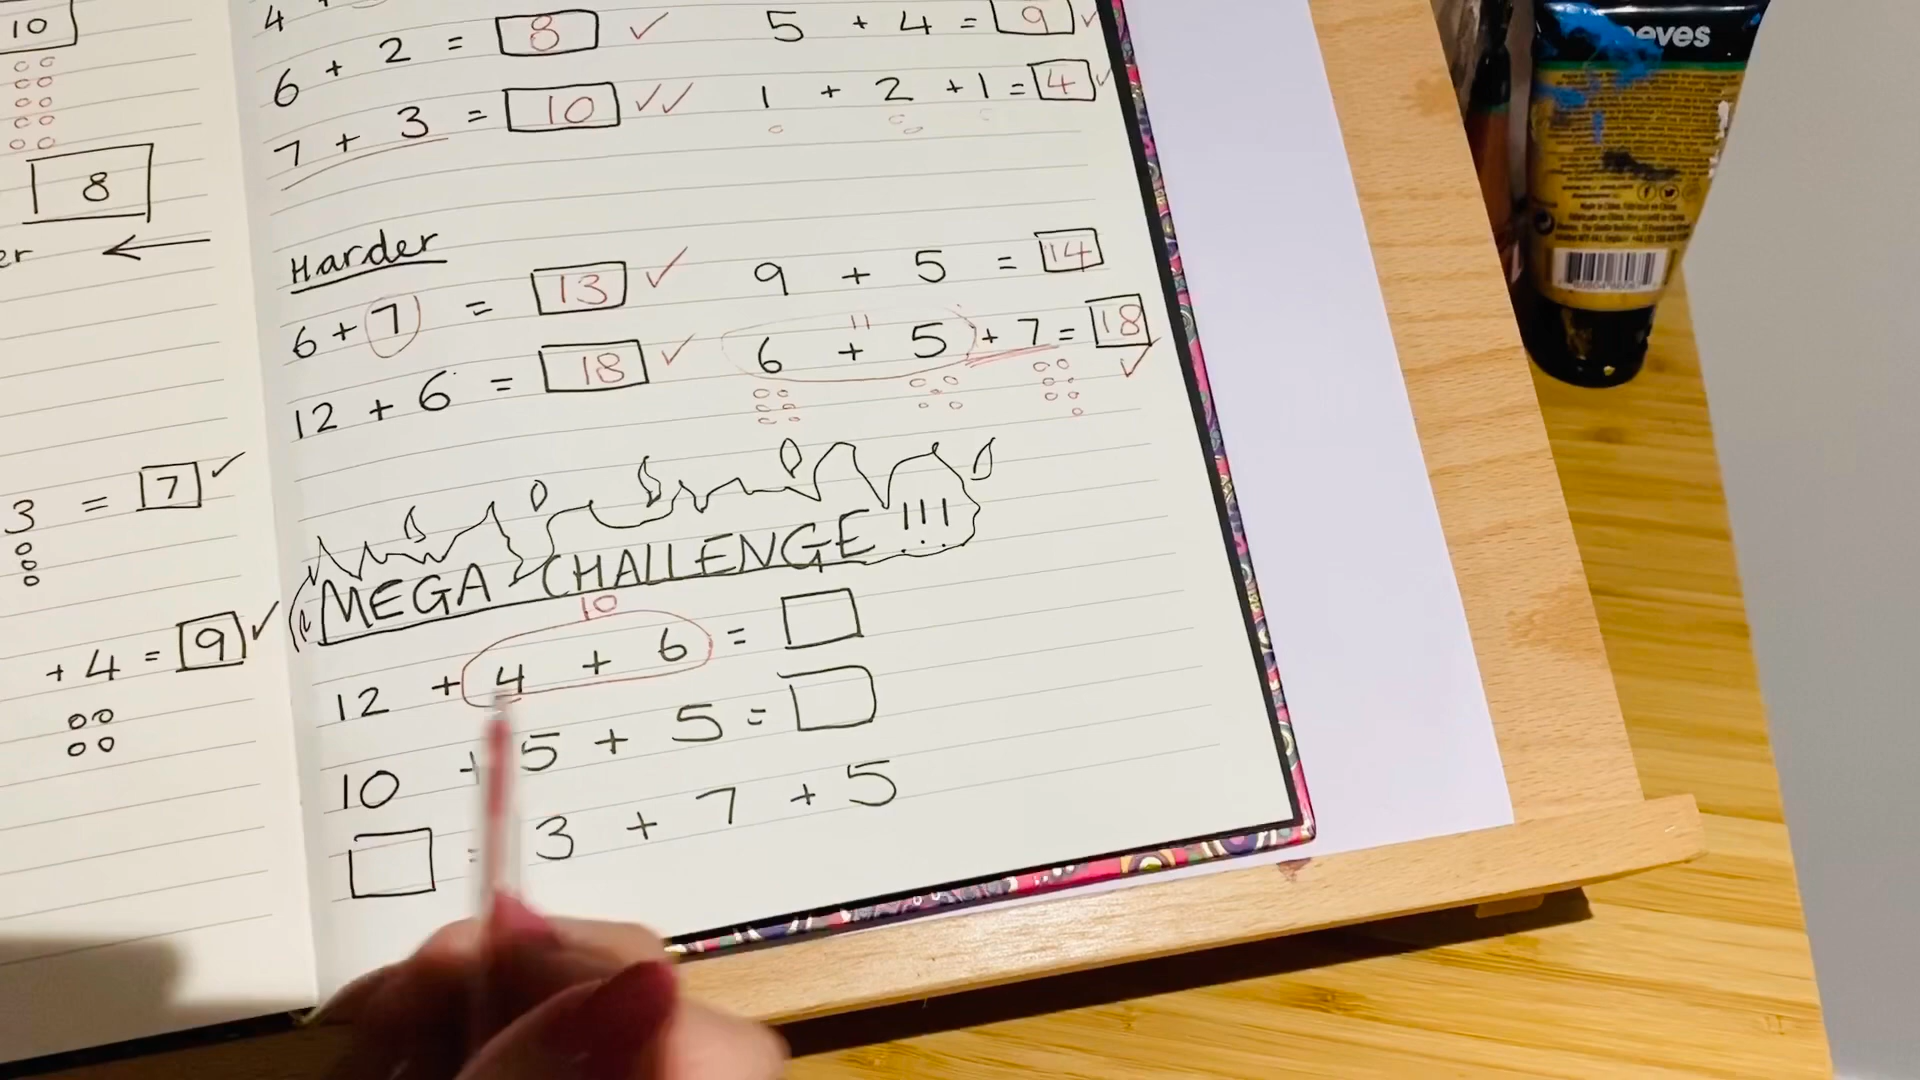 10
8
er
3 = 7
+ 4 = 9
6 + 2 = 8
7 + 3 = 10
5 + 4 = 9
1 + 2 + 1 = 4
Harder
6 + 7 = 13
12 + 6 = 18
9 + 5 = 14
11
6 + 5 + 7 = 18
MEGA CHALLENGE!!!
10
12 + 4 + 6 =
10 + 5 + 5 =
= 3 + 7 + 5
eeves